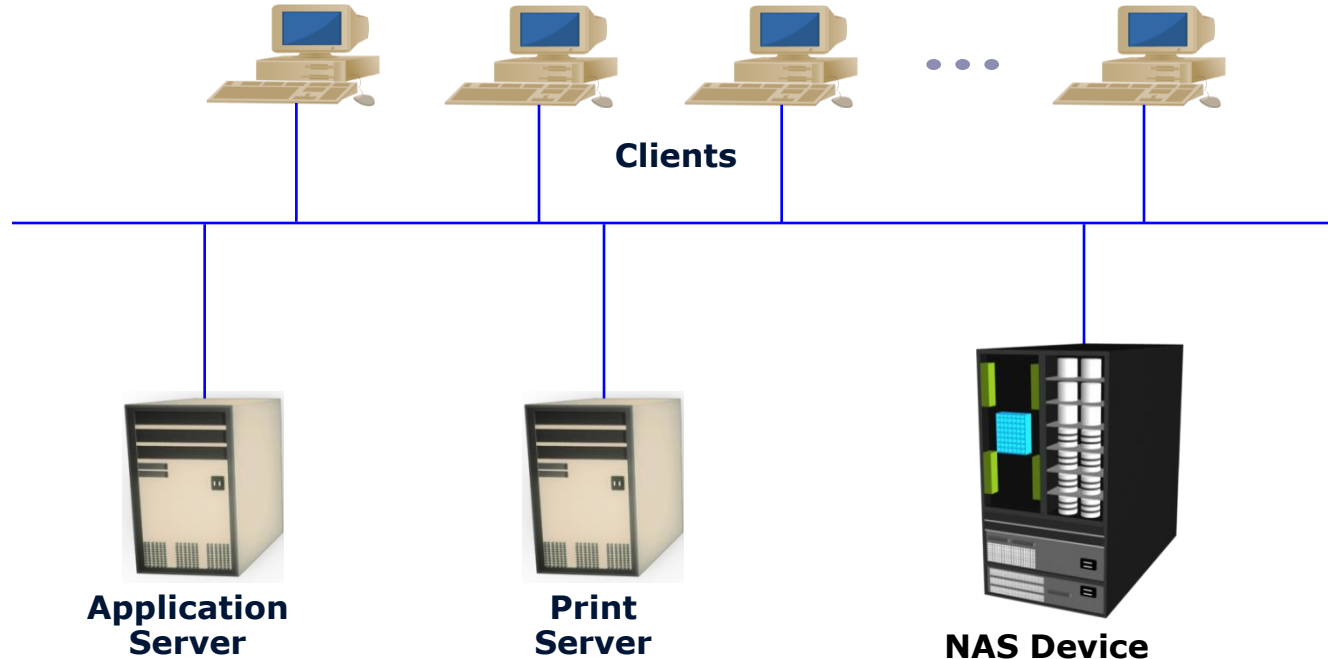 Clients
Application
Server
Print
Server
NAS Device